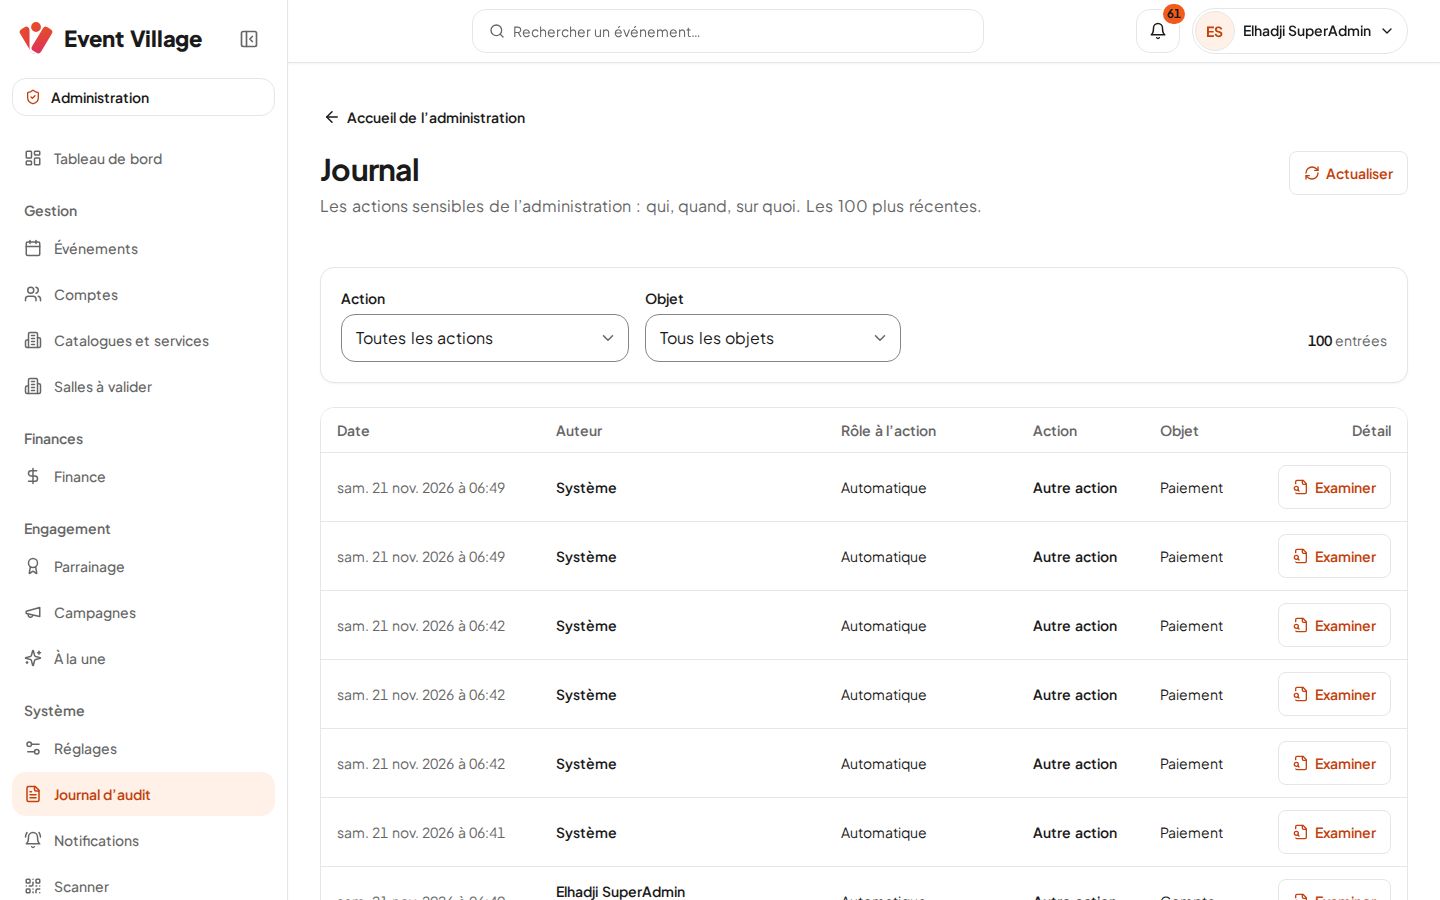 Event Village
Rechercher un événement…
61
ES
Elhadji SuperAdmin
Administration
Tableau de bord
Gestion
Événements
Comptes
Catalogues et services
Salles à valider
Finances
Finance
Engagement
Parrainage
Campagnes
À la une
Système
Réglages
Journal d’audit
Notifications
Scanner
Accueil de l’administration
Journal
Actualiser
Les actions sensibles de l’administration : qui, quand, sur quoi. Les 100 plus récentes.
Action Objet
Toutes les actions Tous les objets
100 entrées
Date Auteur Rôle à l’action Action Objet Détail
sam. 21 nov. 2026 à 06:49 Système Automatique Autre action Paiement Examiner
sam. 21 nov. 2026 à 06:49 Système Automatique Autre action Paiement Examiner
sam. 21 nov. 2026 à 06:42 Système Automatique Autre action Paiement Examiner
sam. 21 nov. 2026 à 06:42 Système Automatique Autre action Paiement Examiner
sam. 21 nov. 2026 à 06:42 Système Automatique Autre action Paiement Examiner
sam. 21 nov. 2026 à 06:41 Système Automatique Autre action Paiement Examiner
Elhadji SuperAdmin